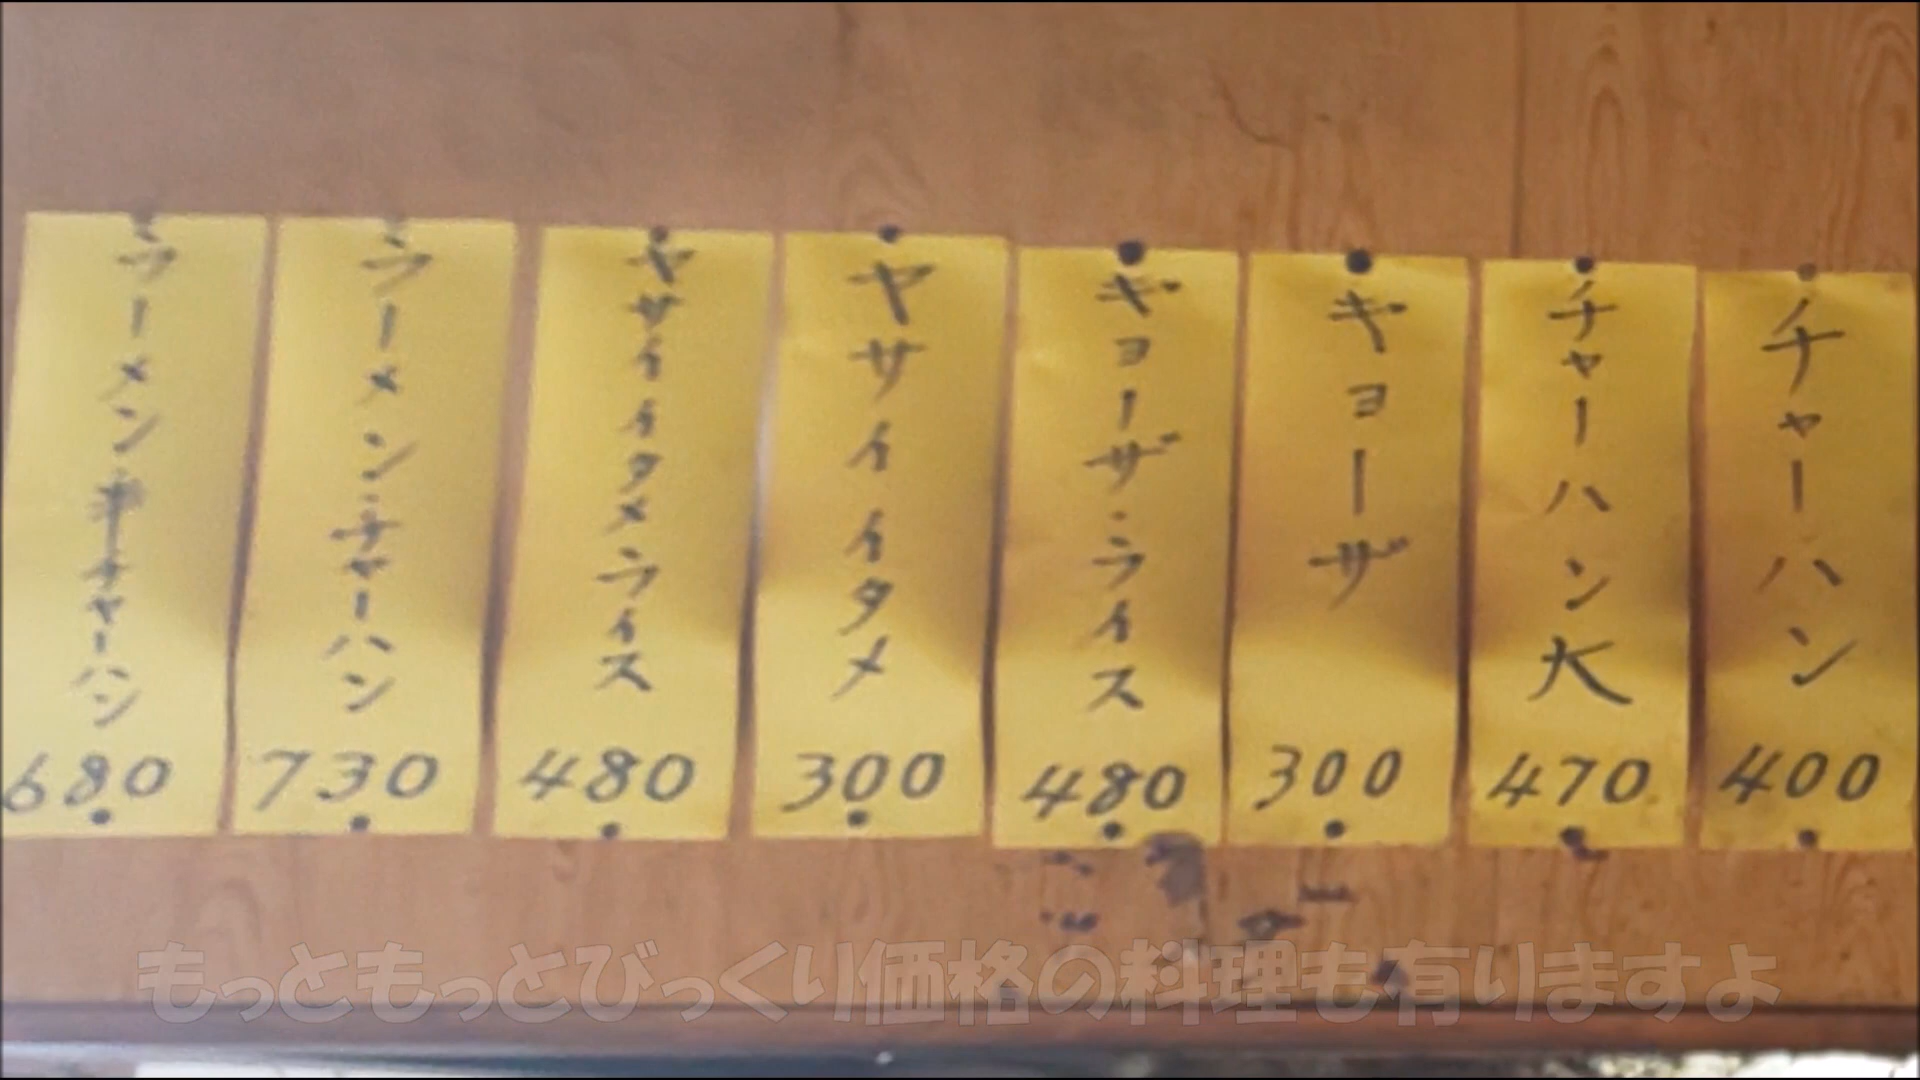 チャーハン
400
チャーハン大
470
ギョーザ
300
ギョーザ・ライス
480
ヤサイイタメ
300
ヤサイイタメライス
480
ラーメン・チャーハン
730
ラーメン・半チャーハン
680
もっともっとびっくり価格の料理も有りますよ